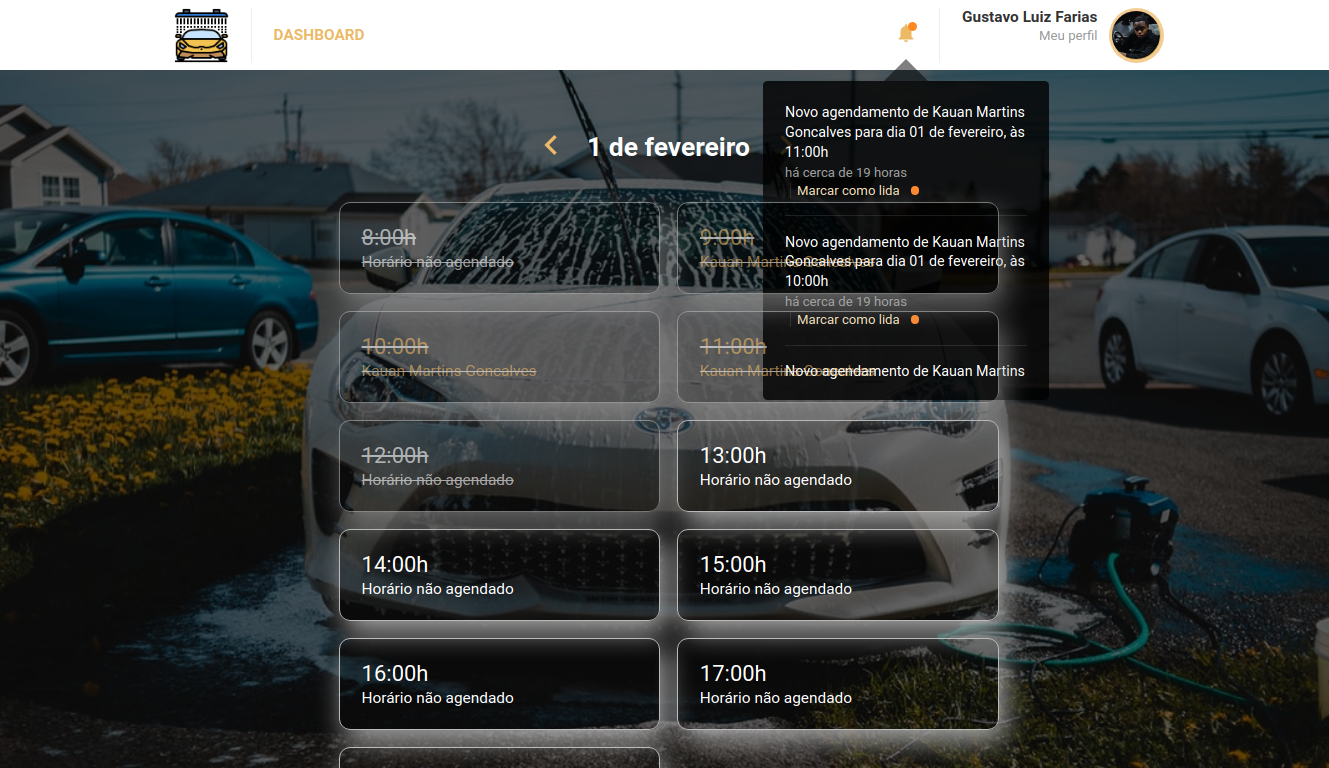 DASHBOARD
Gustavo Luiz Farias
Meu perfil
1 de fevereiro
Novo agendamento de Kauan Martins
Goncalves para dia 01 de fevereiro, às
11:00h
há cerca de 19 horas
Marcar como lida
Novo agendamento de Kauan Martins
Goncalves para dia 01 de fevereiro, às
10:00h
há cerca de 19 horas
Marcar como lida
Novo agendamento de Kauan Martins
8:00h
Horário não agendado
9:00h
Kauan Martins Goncalves
10:00h
Kauan Martins Goncalves
11:00h
Kauan Martins Goncalves
12:00h
Horário não agendado
13:00h
Horário não agendado
14:00h
Horário não agendado
15:00h
Horário não agendado
16:00h
Horário não agendado
17:00h
Horário não agendado